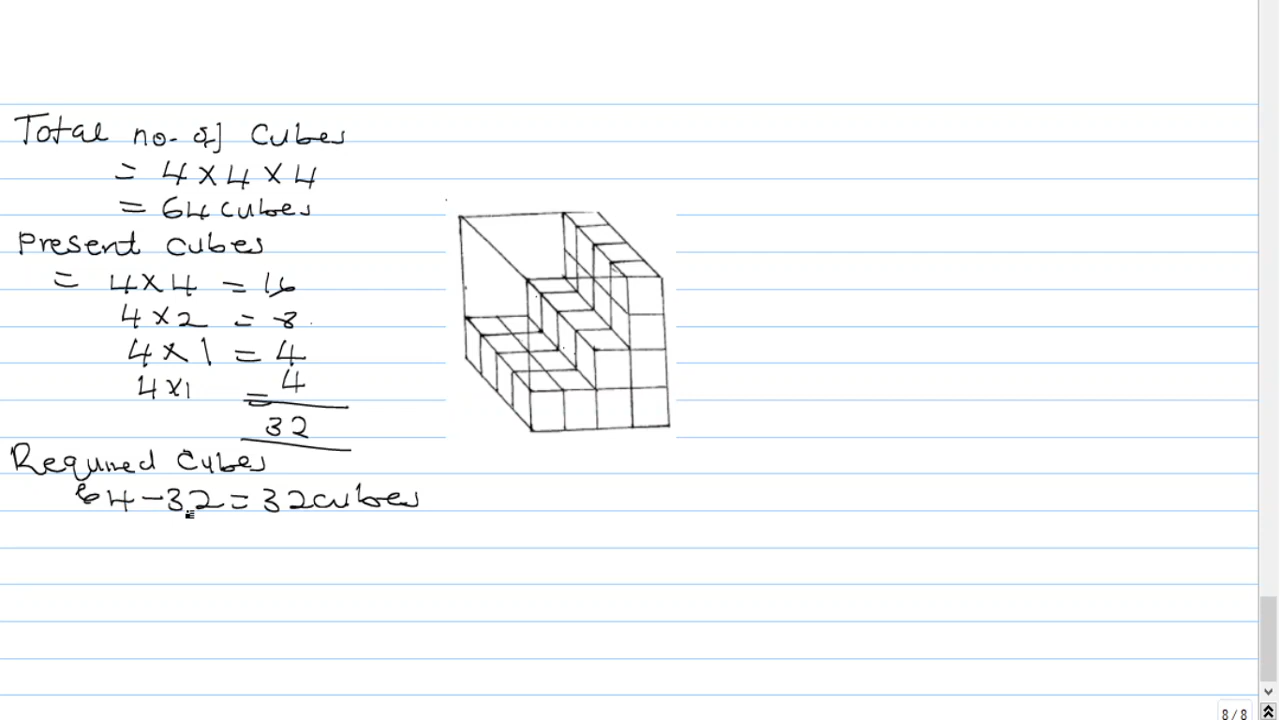 Total no. of Cubes
= 4 × 4 × 4
= 64 cubes
Present cubes
= 4 × 4 = 16
4 × 2 = 8
4 × 1 = 4
4 × 1 = 4
32
Required Cubes
64 - 32 = 32 cubes
8/8